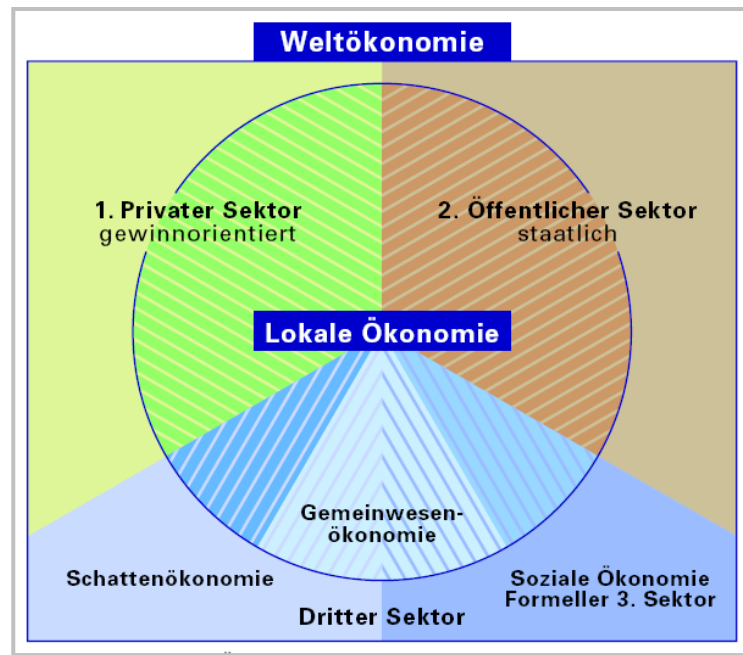 Weltökonomie
1. Privater Sektor
gewinnorientiert
2. Öffentlicher Sektor
staatlich
Lokale Ökonomie
Gemeinwesen-
ökonomie
Schattenökonomie
Soziale Ökonomie
Formeller 3. Sektor
Dritter Sektor